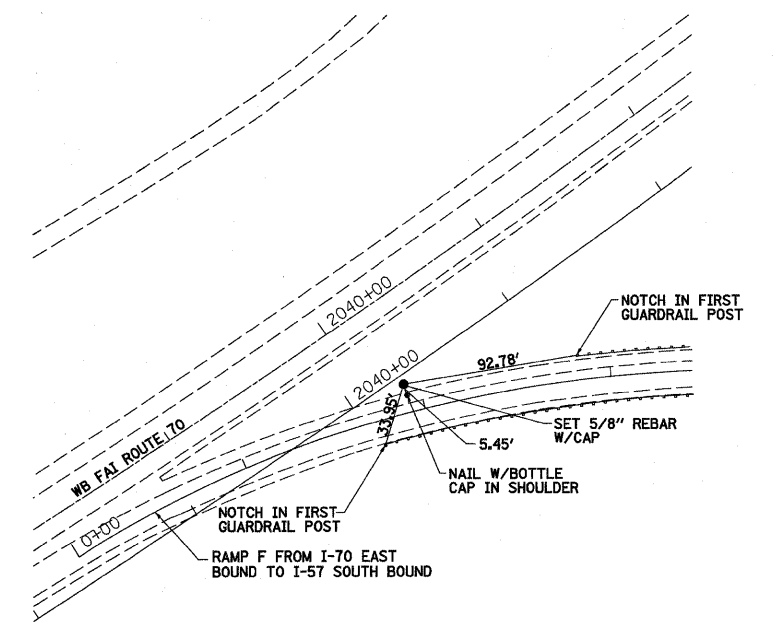 2040+00
NOTCH IN FIRST
GUARDRAIL POST
2040+00
92.78'
33.95'
SET 5/8" REBAR
W/CAP
5.45'
WB FAI ROUTE 70
NAIL W/BOTTLE
CAP IN SHOULDER
NOTCH IN FIRST
GUARDRAIL POST
0+00
RAMP F FROM I-70 EAST
BOUND TO I-57 SOUTH BOUND